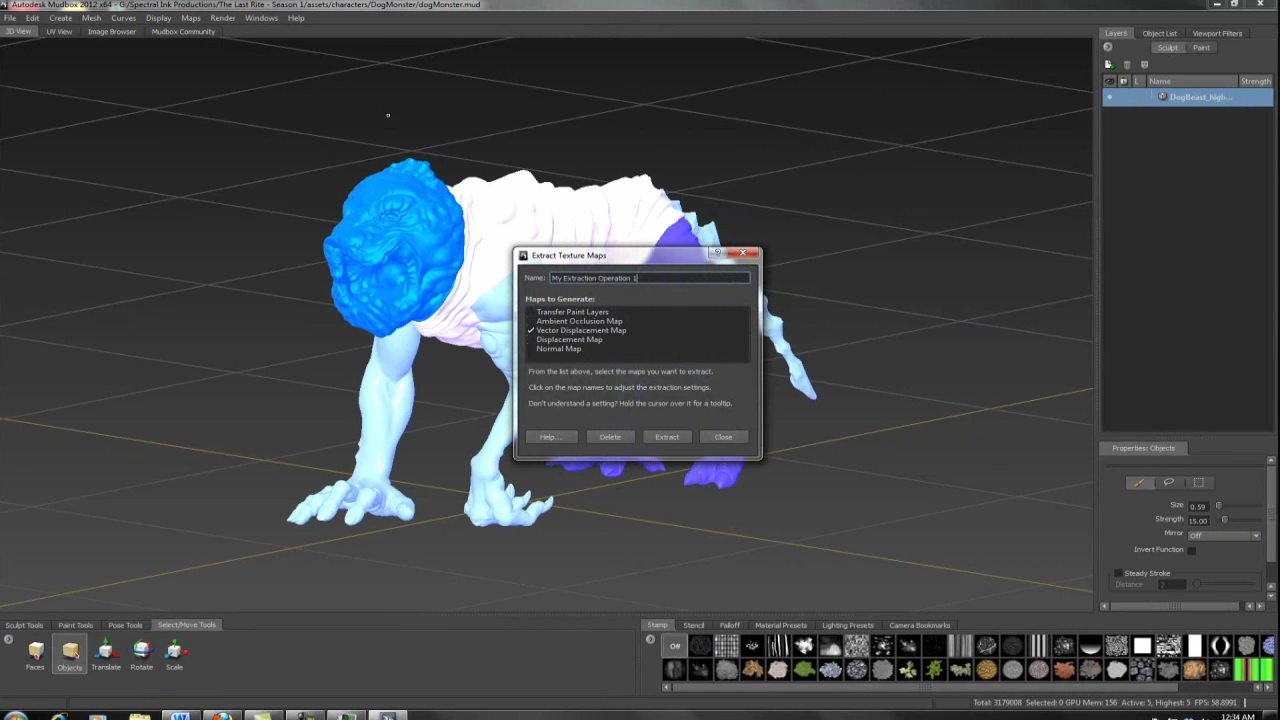 Autodesk Mudbox 2012 x64 - G:/Spectral Ink Productions/The Last Rite - Season 1/assets/characters/DogMonster/dogMonster.mud
File Edit Create Mesh Curves Display Maps Render Windows Help
3D View UV View Image Browser Mudbox Community
Layers Object List Viewport Filters
Sculpt Paint
L Name Strength
DogBeast_high...
Extract Texture Maps
Name: My Extraction Operation 1
Maps to Generate:
Transfer Paint Layers
Ambient Occlusion Map
Vector Displacement Map
Displacement Map
Normal Map
From the list above, select the maps you want to extract.
Click on the map names to adjust the extraction settings.
Don't understand a setting? Hold the cursor over it for a tooltip.
Help... Delete Extract Close
Properties: Objects
Size 0.59
Strength 15.00
Mirror Off
Invert Function
Steady Stroke
Distance: 2
Sculpt Tools Paint Tools Pose Tools Select/Move Tools
Faces Objects Translate Rotate Scale
Stamp Stencil Falloff Material Presets Lighting Presets Camera Bookmarks
Off
Total: 3179008 Selected: 0 GPU Mem: 156 Active: 5, Highest: 5 FPS: 58.8991
12:34 AM